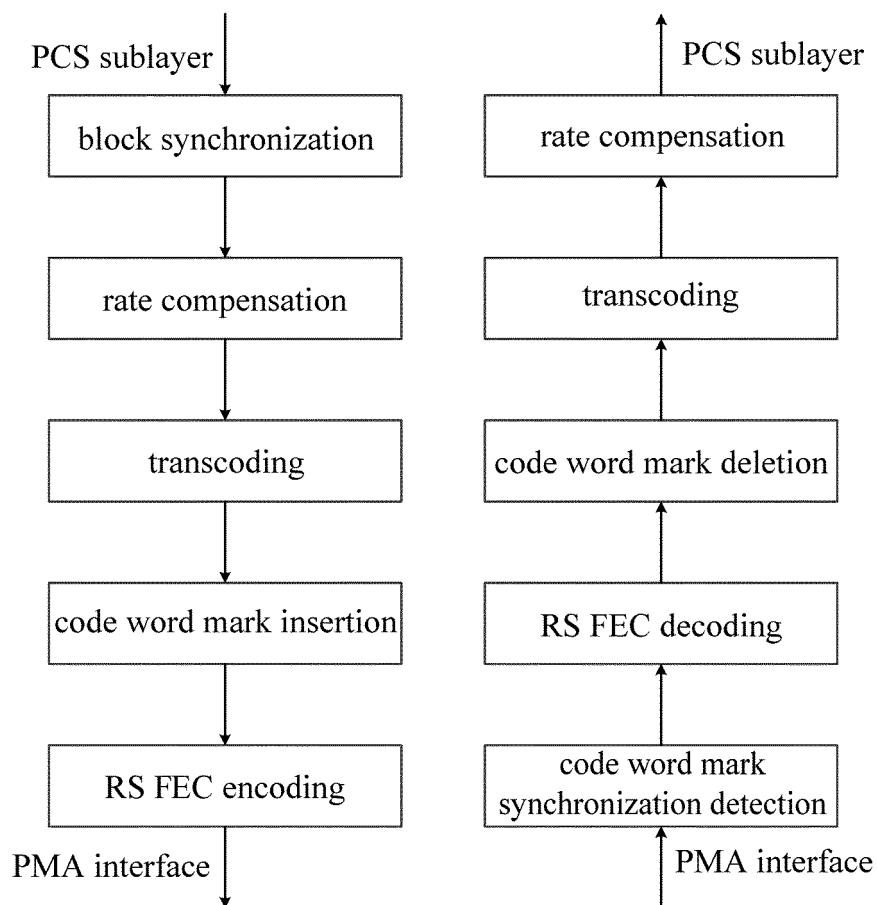 PCS sublayer
block synchronization
rate compensation
transcoding
code word mark insertion
RS FEC encoding
PMA interface
PCS sublayer
rate compensation
transcoding
code word mark deletion
RS FEC decoding
code word mark
synchronization detection
PMA interface